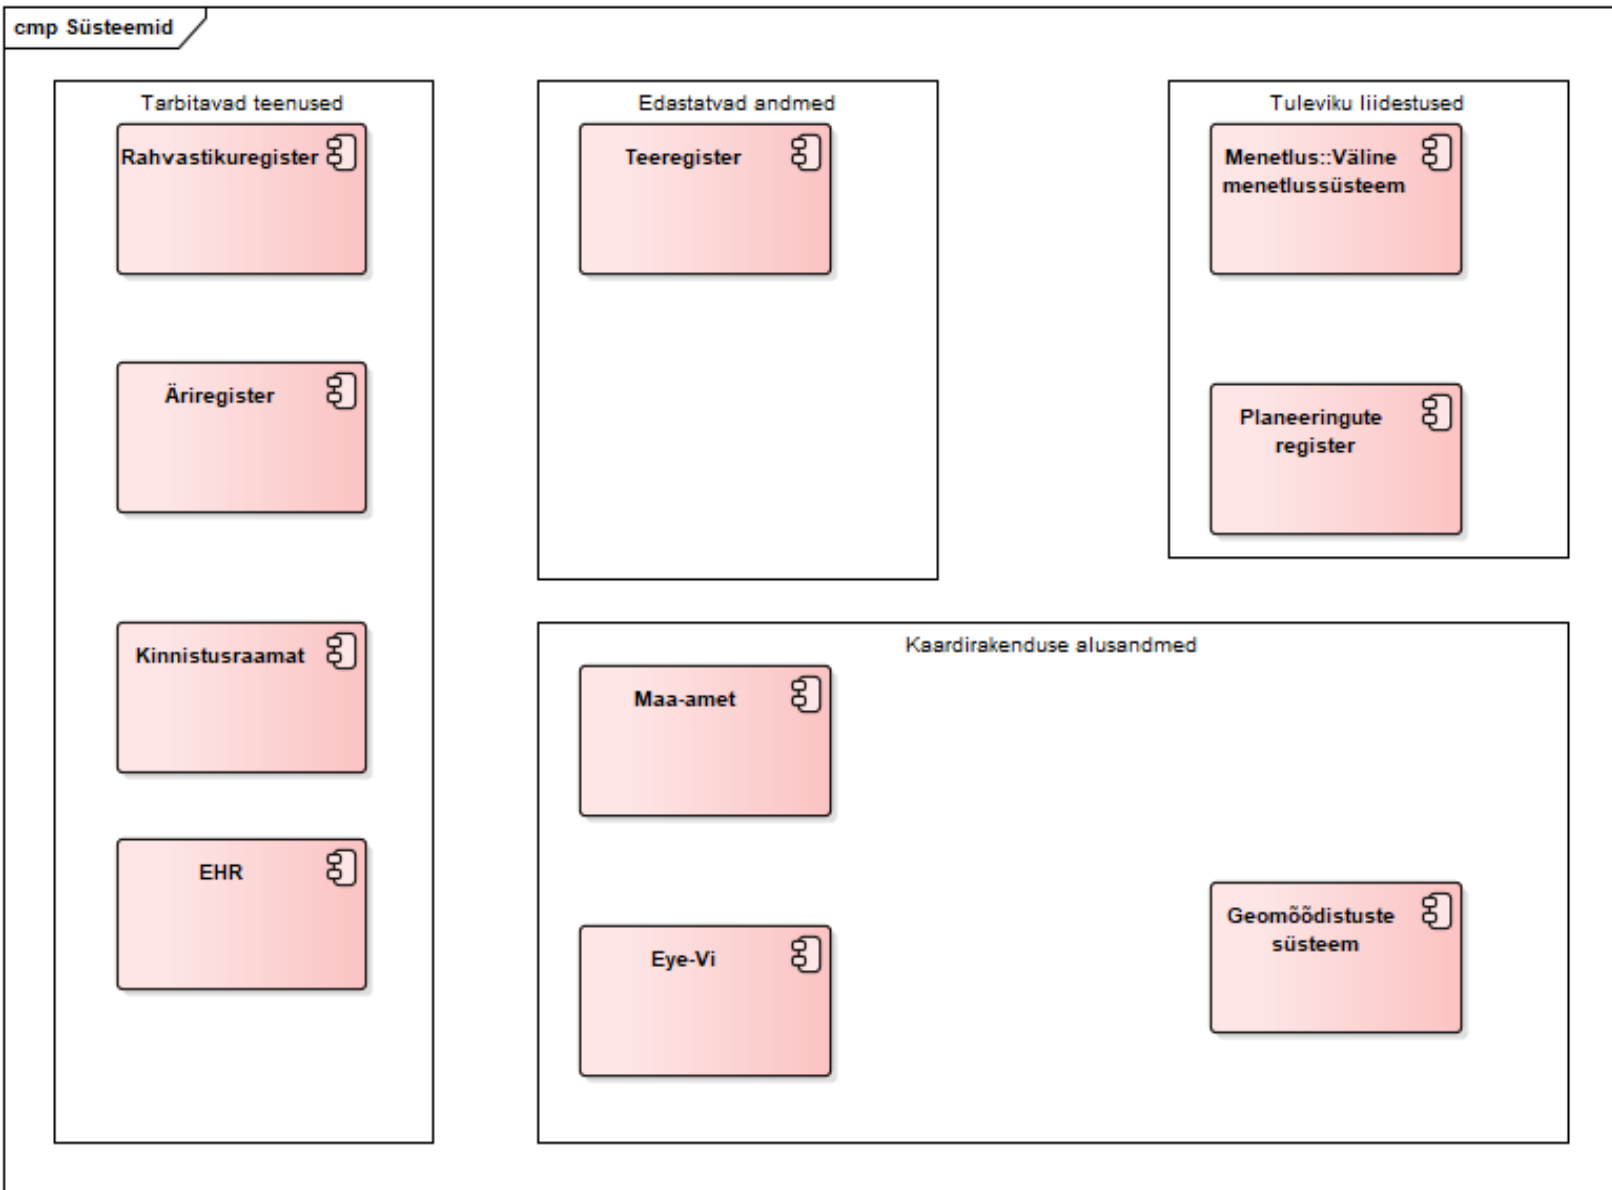 cmp Süsteemid
Tarbitavad teenused
Rahvastikuregister
Äriregister
Kinnistusraamat
EHR
Edastatvad andmed
Teeregister
Tuleviku liidestused
Menetlus::Väline
menetlussüsteem
Planeeringute
register
Kaardirakenduse alusandmed
Maa-amet
Eye-Vi
Geomõõdistuste
süsteem